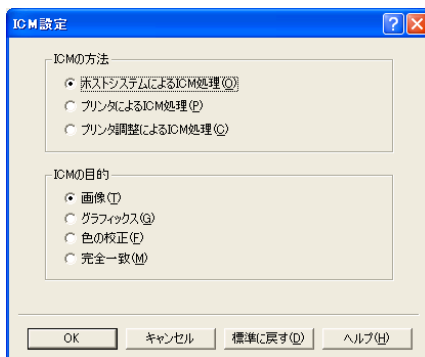 ICM設定
ICMの方法
ホストシステムによるICM処理(O)
プリンタによるICM処理(P)
プリンタ調整によるICM処理(C)
ICMの目的
画像(T)
グラフィックス(G)
色の校正(F)
完全一致(M)
OK キャンセル 標準に戻す(D) ヘルプ(H)